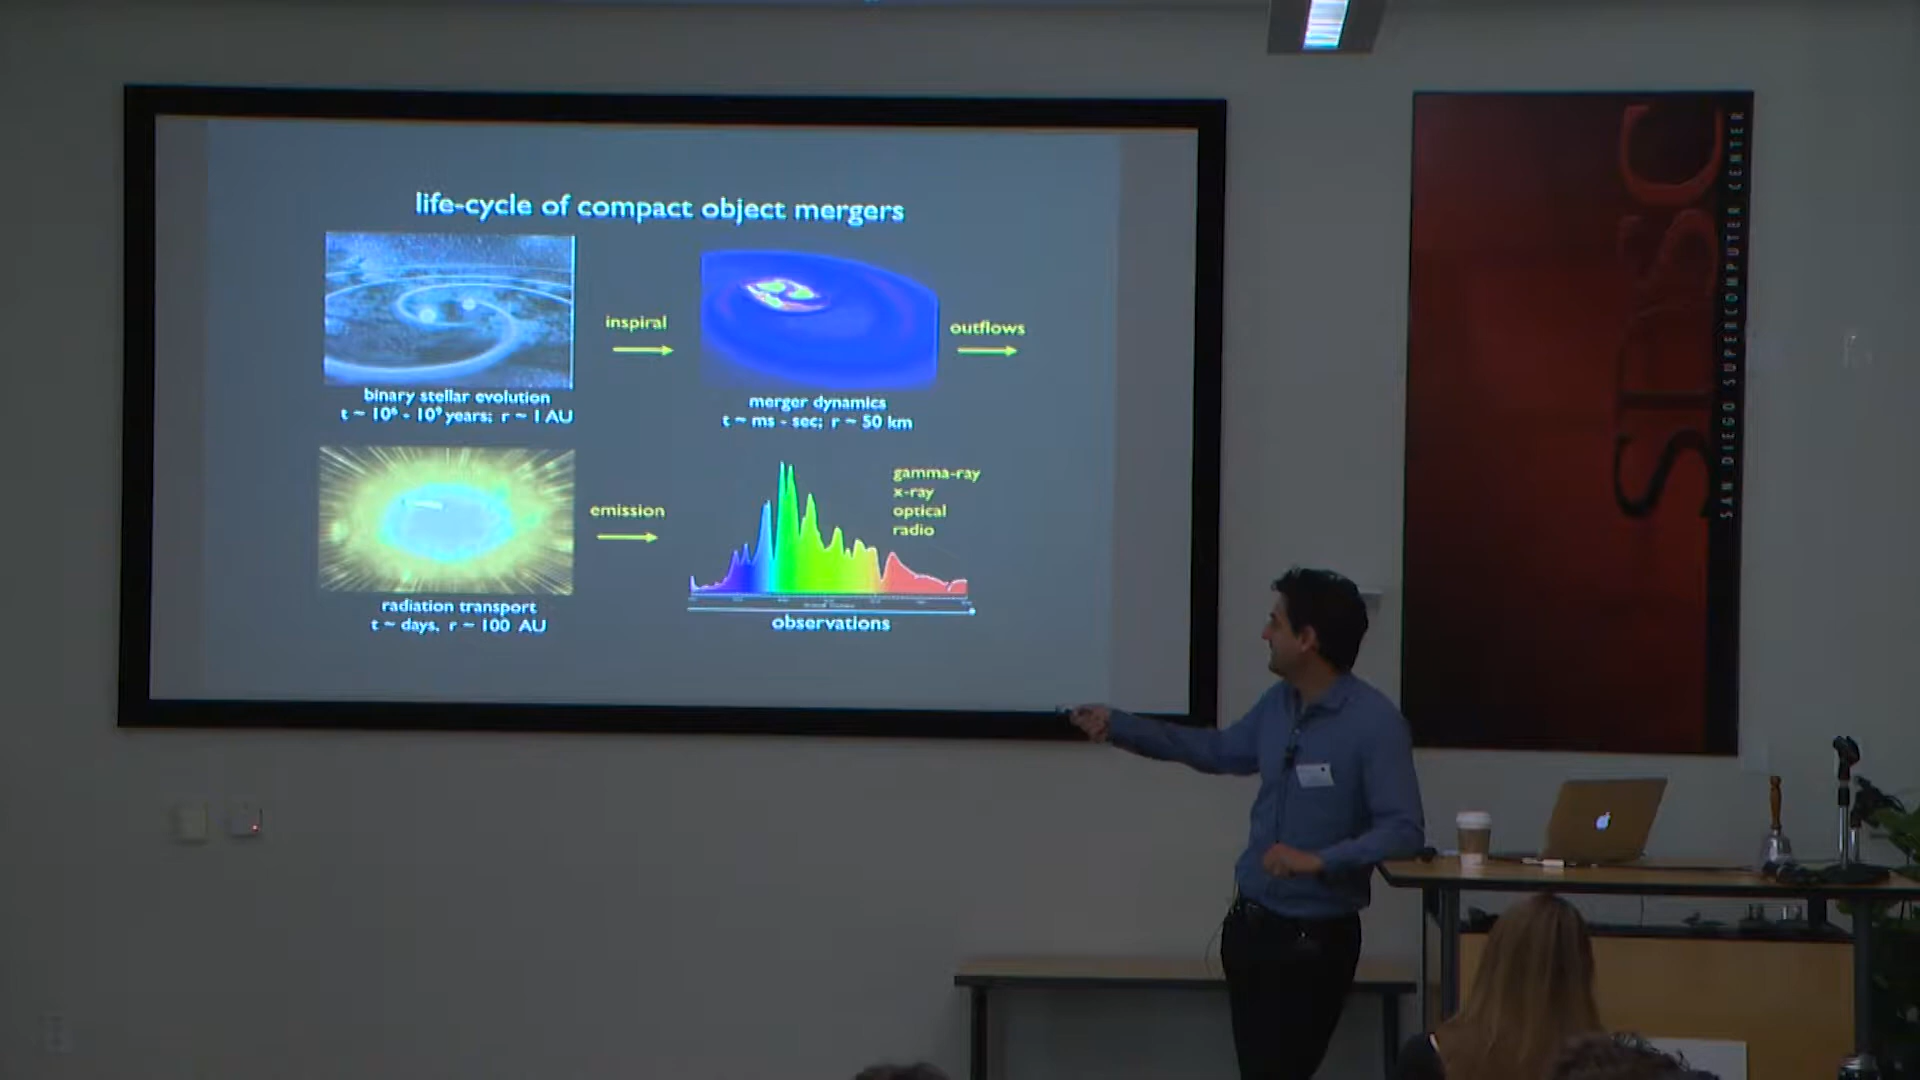 life-cycle of compact object mergers
inspiral
outflows
binary stellar evolution
t ~ 10⁶ - 10⁹ years; r ~ 1 AU
merger dynamics
t ~ ms - sec; r ~ 50 km
emission
gamma-ray
x-ray
optical
radio
radiation transport
t ~ days, r ~ 100 AU
observations
SDSC
SAN DIEGO SUPERCOMPUTER CENTER